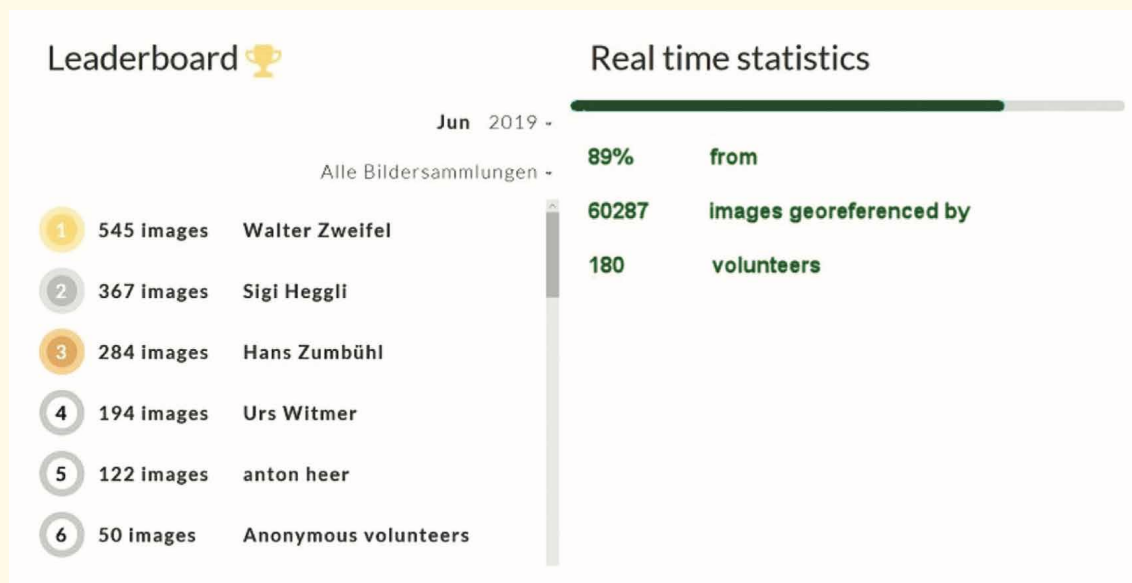 Leaderboard
Jun 2019
Alle Bildersammlungen
1 545 images Walter Zweifel
2 367 images Sigi Heggli
3 284 images Hans Zumbühl
4 194 images Urs Witmer
5 122 images anton heer
6 50 images Anonymous volunteers
Real time statistics
89% from
60287 images georeferenced by
180 volunteers